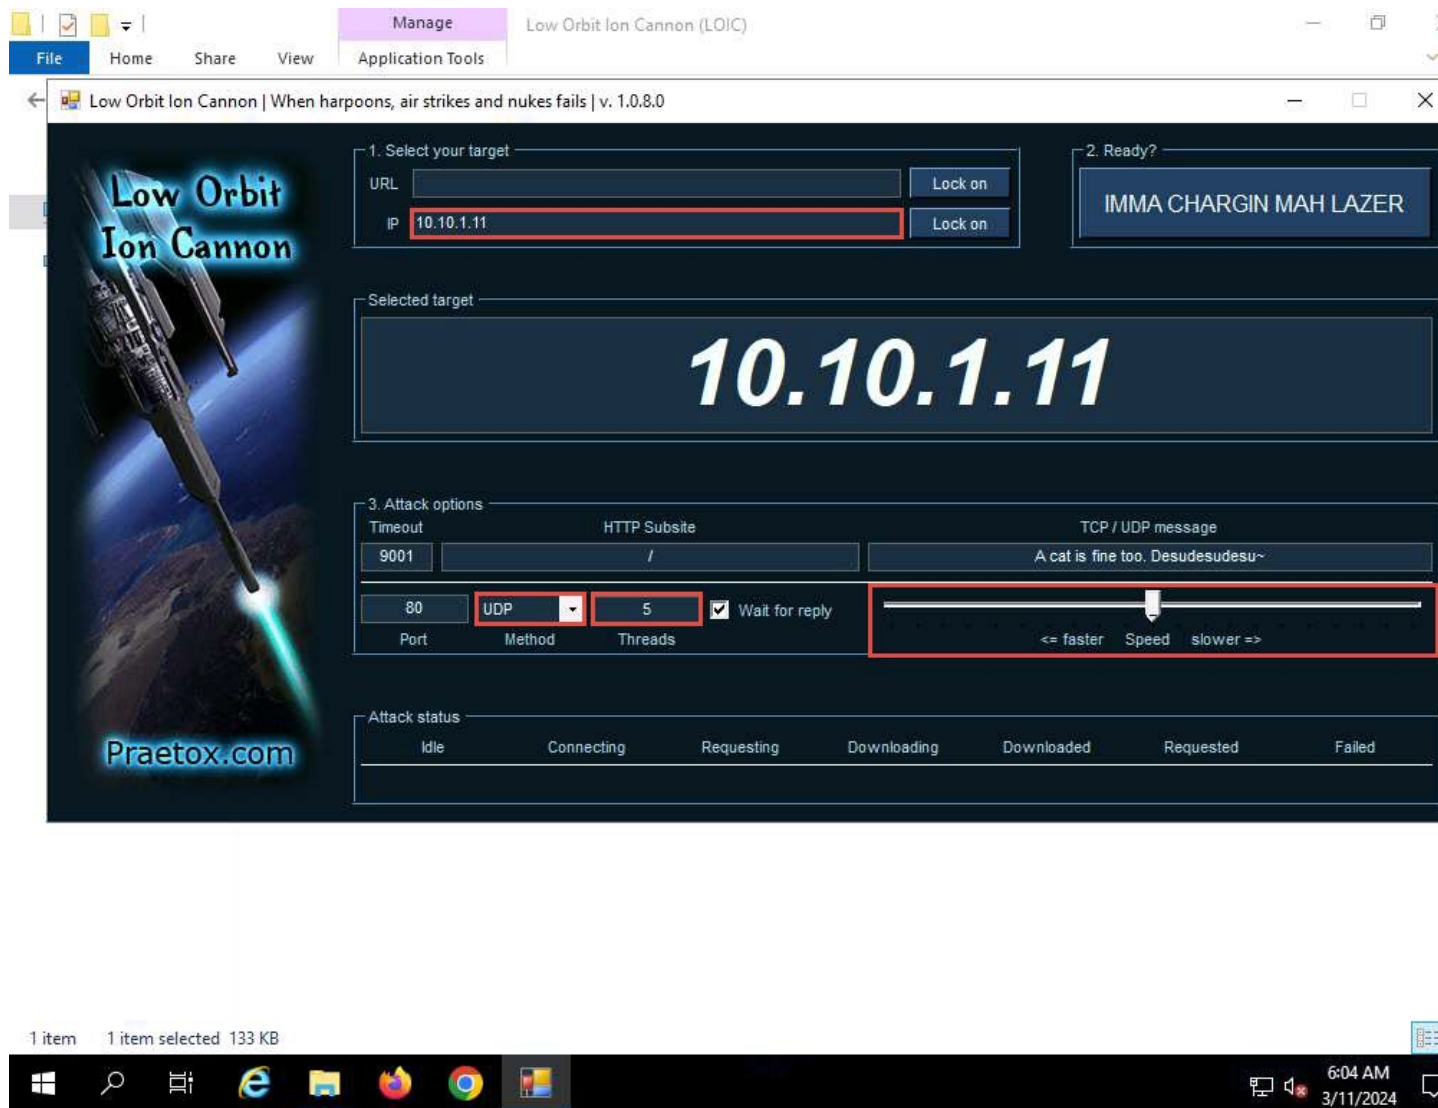 Manage
Low Orbit Ion Cannon (LOIC)
File Home Share View Application Tools
Low Orbit Ion Cannon | When harpoons, air strikes and nukes fails | v. 1.0.8.0
Low Orbit
Ion Cannon
Praetox.com
1. Select your target
URL Lock on
IP 10.10.1.11 Lock on
2. Ready?
IMMA CHARGIN MAH LAZER
Selected target
10.10.1.11
3. Attack options
Timeout HTTP Subsite TCP / UDP message
9001 / A cat is fine too. Desudesudesu~
80 UDP 5 Wait for reply
Port Method Threads <= faster Speed slower =>
Attack status
Idle Connecting Requesting Downloading Downloaded Requested Failed
1 item 1 item selected 133 KB
6:04 AM
3/11/2024